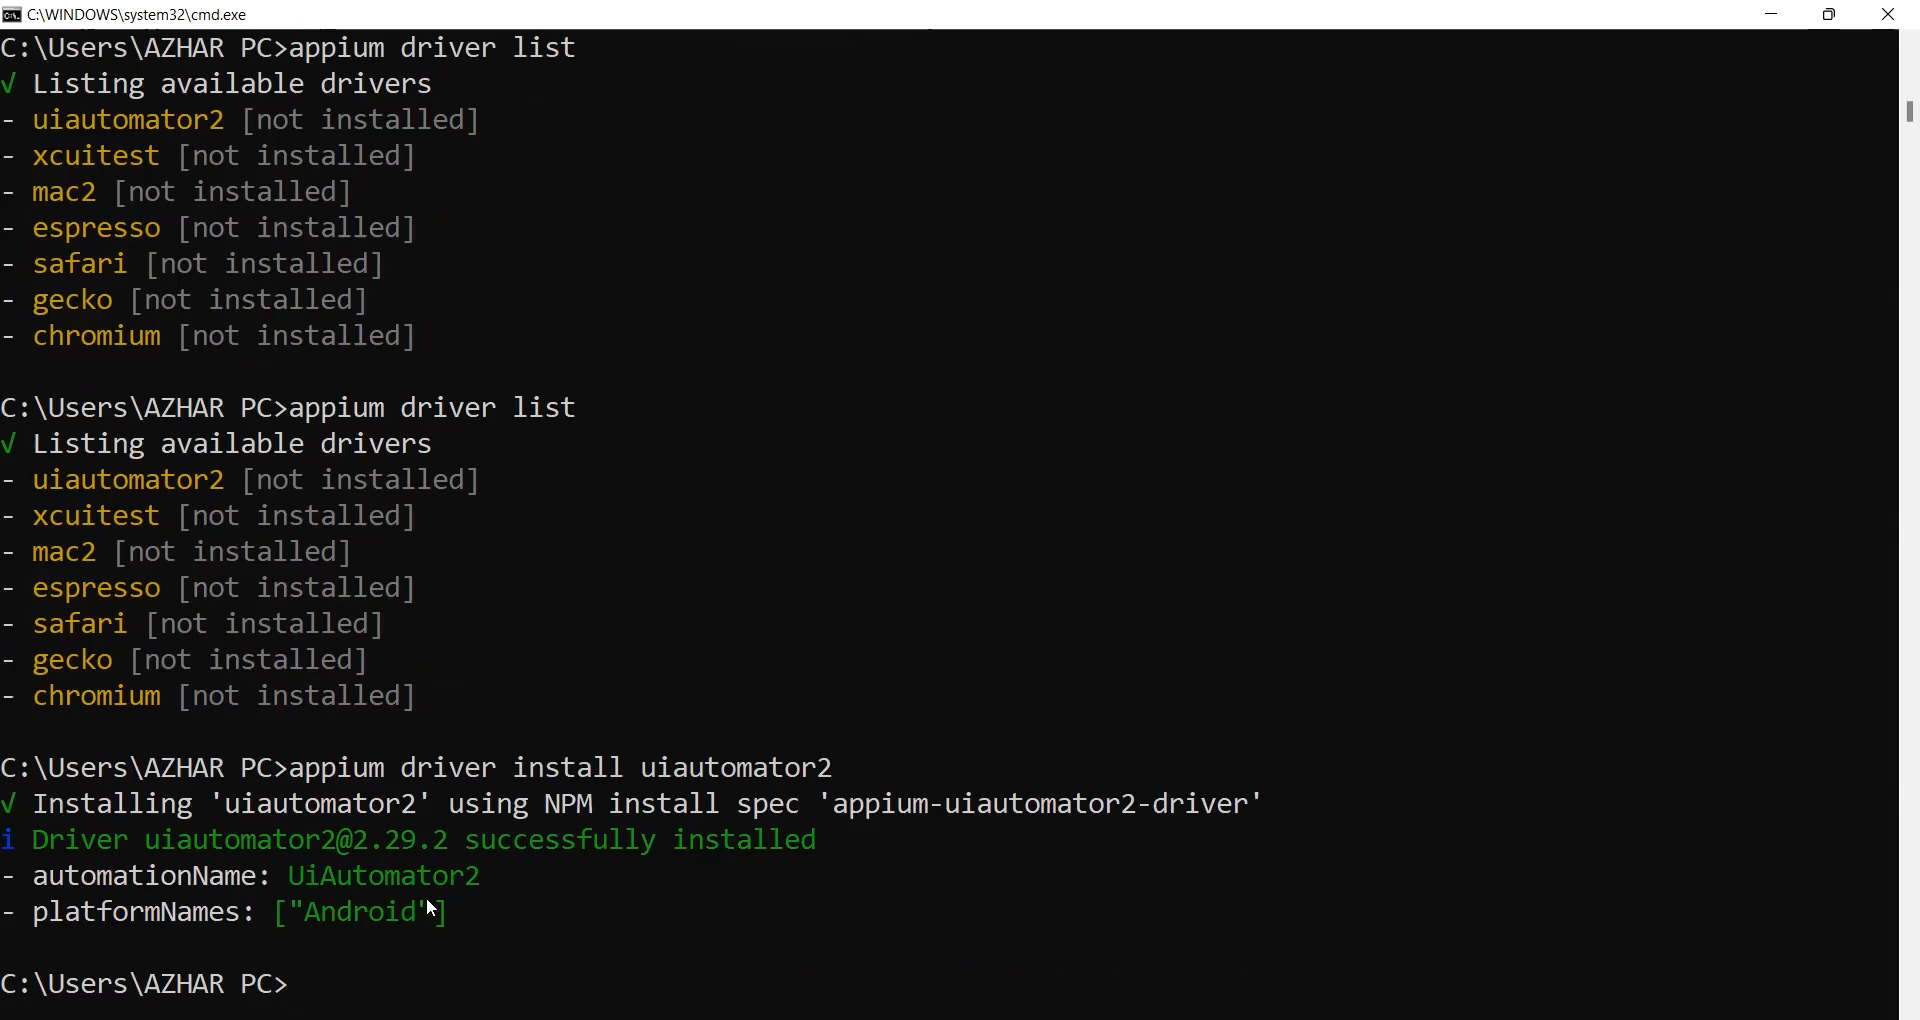 C:\WINDOWS\system32\cmd.exe
C:\Users\AZHAR PC>appium driver list
√ Listing available drivers
- uiautomator2 [not installed]
- xcuitest [not installed]
- mac2 [not installed]
- espresso [not installed]
- safari [not installed]
- gecko [not installed]
- chromium [not installed]
C:\Users\AZHAR PC>appium driver list
√ Listing available drivers
- uiautomator2 [not installed]
- xcuitest [not installed]
- mac2 [not installed]
- espresso [not installed]
- safari [not installed]
- gecko [not installed]
- chromium [not installed]
C:\Users\AZHAR PC>appium driver install uiautomator2
√ Installing 'uiautomator2' using NPM install spec 'appium-uiautomator2-driver'
i Driver uiautomator2@2.29.2 successfully installed
- automationName: UiAutomator2
- platformNames: ["Android"]
C:\Users\AZHAR PC>